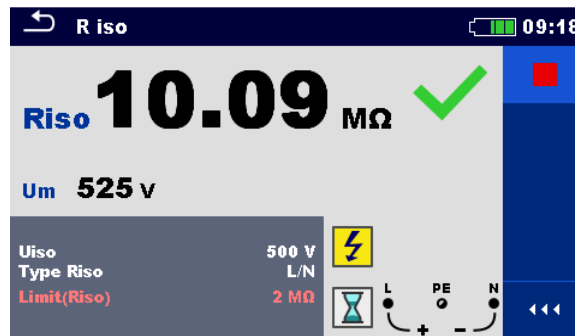 R iso 09:18
Riso 10.09 MΩ
Um 525 V
Uiso 500 V
Type Riso L/N
Limit(Riso) 2 MΩ
L PE N
+ -